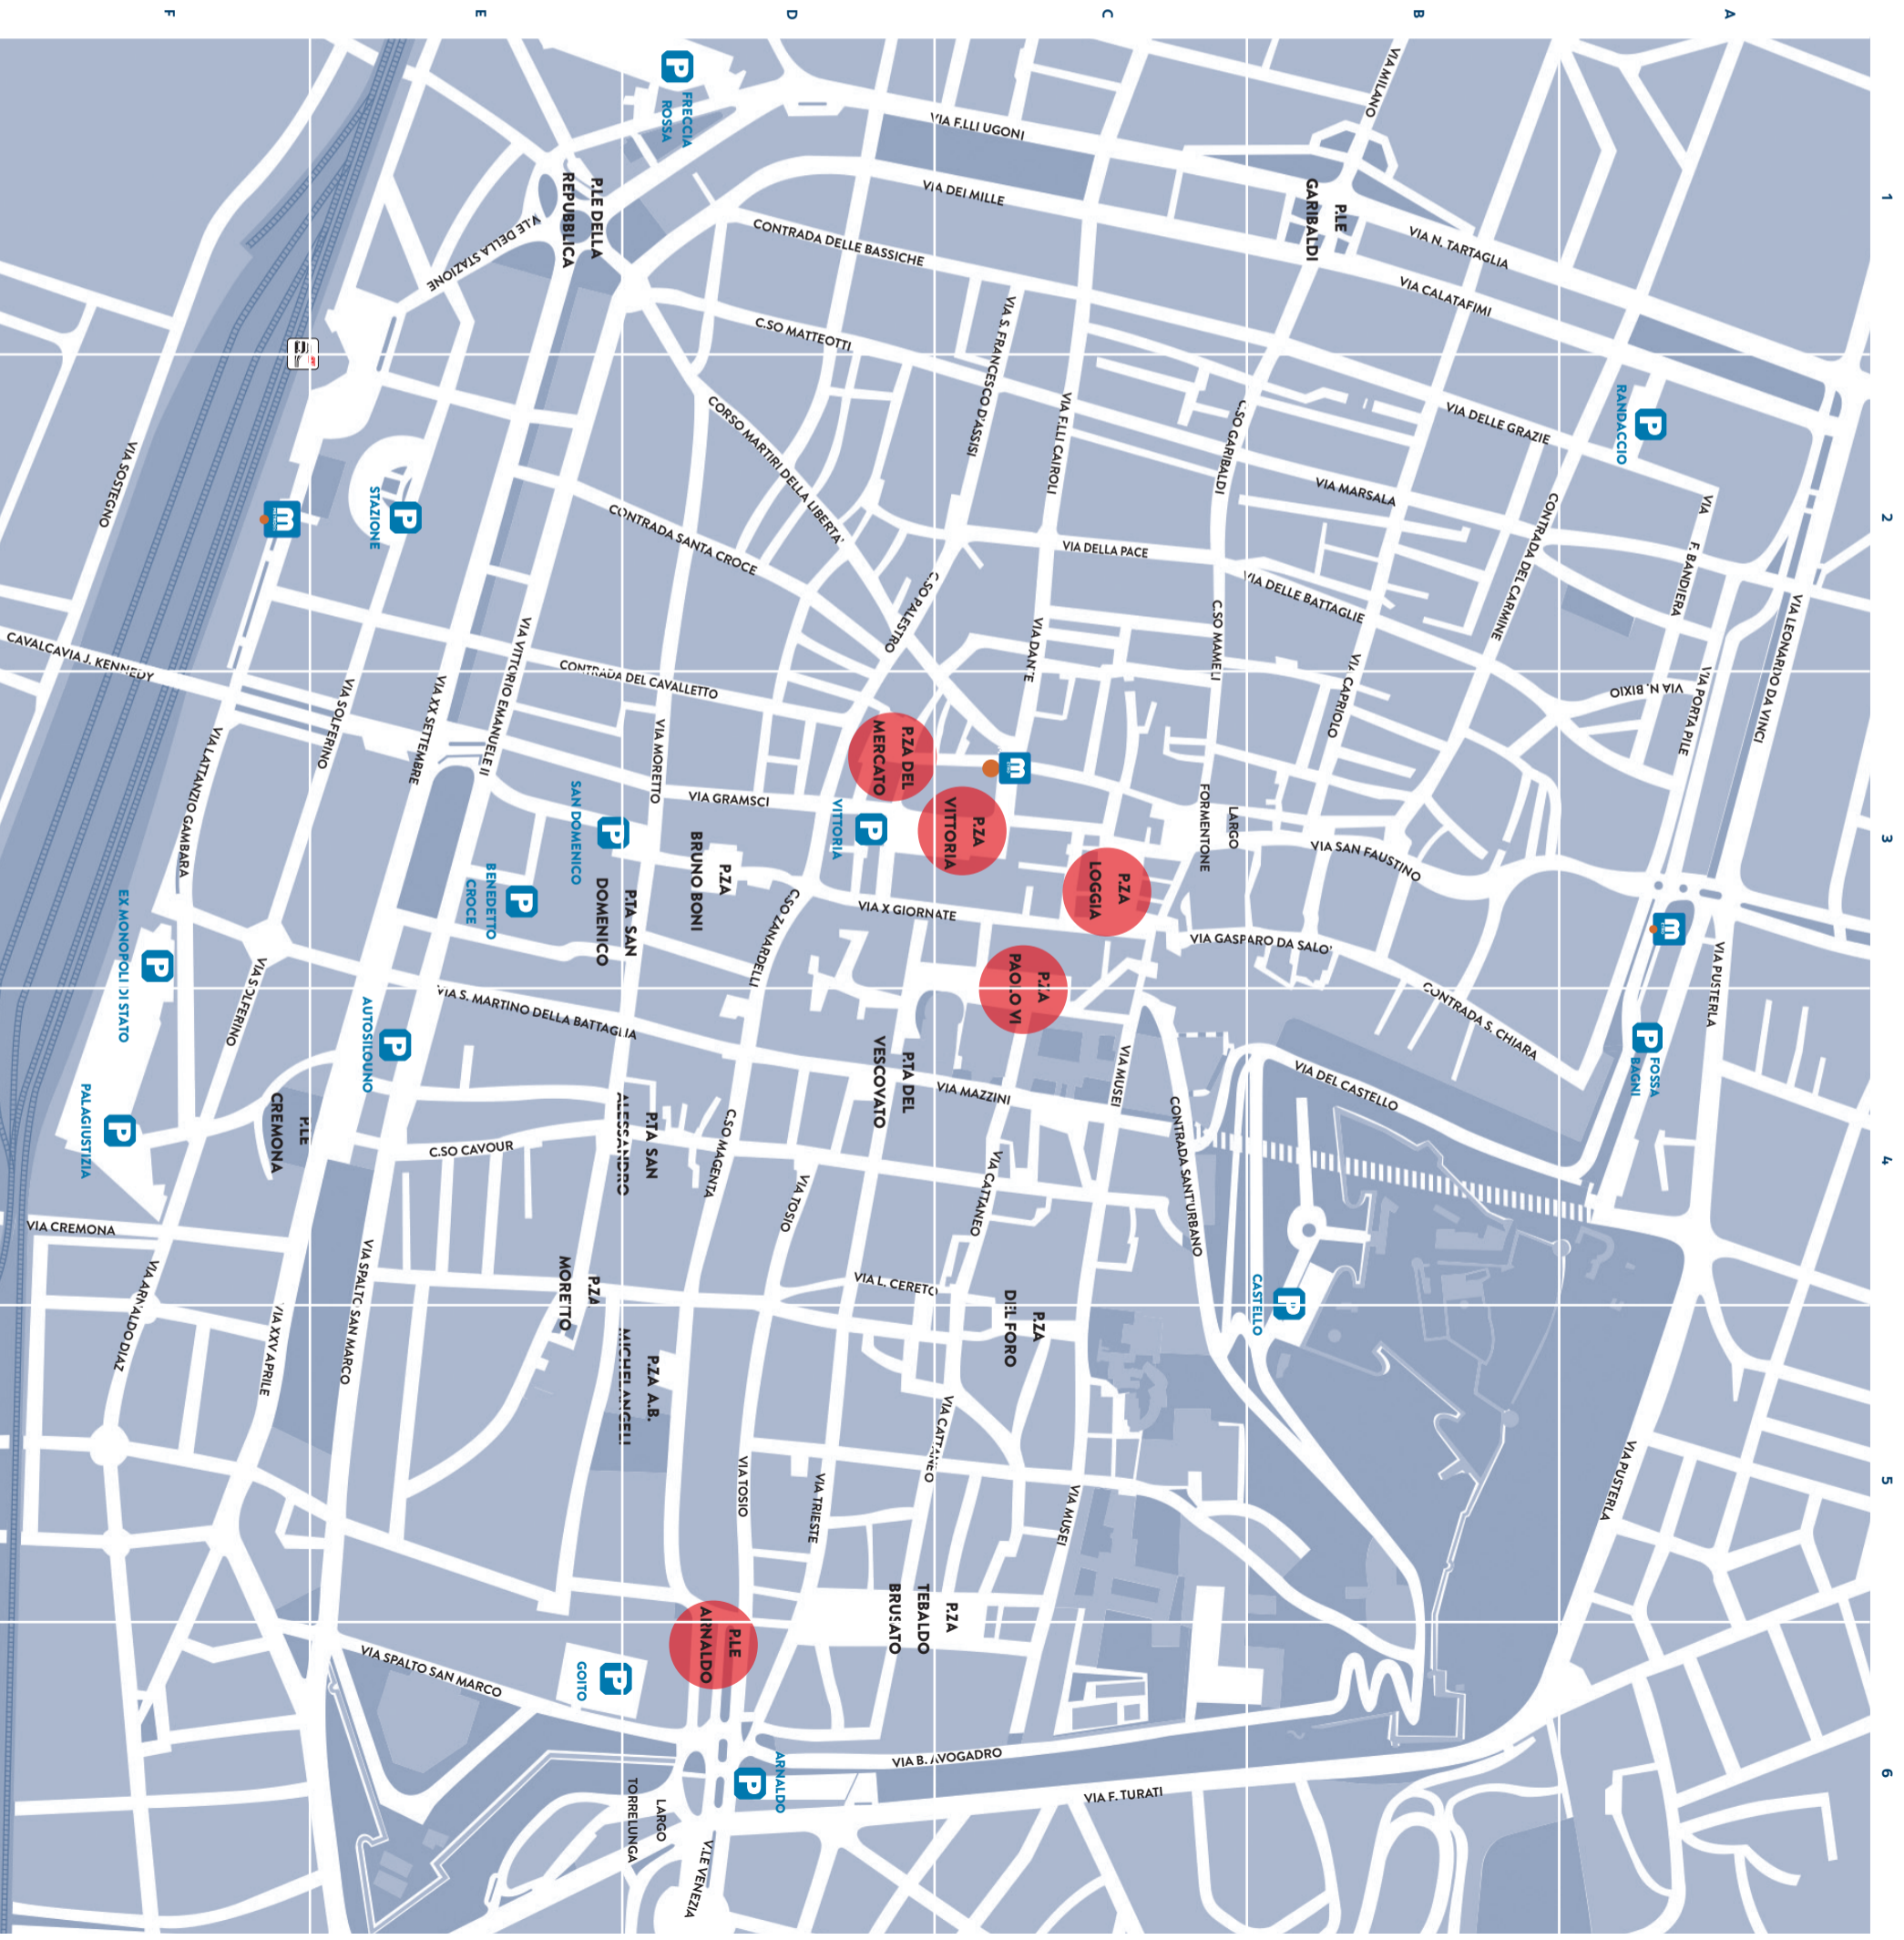 A
B
C
D
E
F
1
2
3
4
5
6
VIA MILANO
VIA F.LLI UGONI
VIA DEI MILLE
P.LE
GARIBALDI
VIA N. TARTAGLIA
VIA CALATAFIMI
FRECCIA
ROSSA
P
P.LE DELLA
REPUBBLICA
V.LE DELLA STAZIONE
CONTRADA DELLE BASSICHE
C.SO MATTEOTTI
VIA S. FRANCESCO D'ASSISI
VIA F.LLI CAIROLI
C.SO GARIBALDI
VIA DELLE GRAZIE
RANDACCIO
P
VIA MARSALA
CONTRADA DEL CARMINE
VIA
F. BANDIERA
VIA LEONARDO DA VINCI
VIA PORTA PILE
VIA N. BIXIO
VIA CAPRIOLO
VIA DELLE BATTAGLIE
VIA DELLA PACE
C.SO MAMELI
VIA DANTE
C.SO PALESTRO
CORSO MARTIRI DELLA LIBERTA'
CONTRADA SANTA CROCE
CONTRADA DEL CAVALLETTO
VIA SOSTEGNO
STAZIONE
P
m
CAVALCAVIA J. KENNEDY
VIA VITTORIO EMANUELE II
VIA XX SETTEMBRE
VIA SOLFERINO
VIA LATTANZIO GAMBARA
VIA MORETTO
VIA GRAMSCI
P.ZA DEL
MERCATO
m
P.ZA
VITTORIA
VITTORIA
P
P.ZA
LOGGIA
LARGO
FORMENTONE
VIA SAN FAUSTINO
m
VIA PUSTERLA
FOSSA
BAGNI
P
CONTRADA S. CHIARA
VIA GASPARO DA SALO'
P.ZA
PAOLO VI
VIA X GIORNATE
C.SO ZANARDELLI
P.ZA
BRUNO BONI
SAN DOMENICO
P
P.TA SAN
DOMENICO
BENEDETTO
CROCE
P
EX MONOPOLI DI STATO
P
AUTOSILOUNO
P
VIA SOLFERINO
PALAGIUSTIZIA
P
P.LE
CREMONA
VIA S. MARTINO DELLA BATTAGLIA
P.TA DEL
VESCOVATO
VIA MAZZINI
VIA MUSEI
CONTRADA SANT'URBANO
VIA DEL CASTELLO
CASTELLO
P
P.TA SAN
ALESSANDRO
C.SO CAVOUR
C.SO MAGENTA
VIA TOSIO
VIA CATTANEO
VIA L. CERETO
P.ZA
DEL FORO
P.ZA
MORETTO
VIA CREMONA
VIA ARNALDO DIAZ
VIA XXV APRILE
VIA SPALTO SAN MARCO
P.ZA A.B.
MICHELANGELI
VIA TOSIO
VIA TRIESTE
VIA CATTANEO
VIA MUSEI
VIA PUSTERLA
P.ZA
TEBALDO
BRUSATO
P.LE
ARNALDO
GOITO
P
VIA SPALTO SAN MARCO
ARNALDO
P
VIA B. AVOGADRO
VIA F. TURATI
LARGO
TORRELUNGA
V.LE VENEZIA